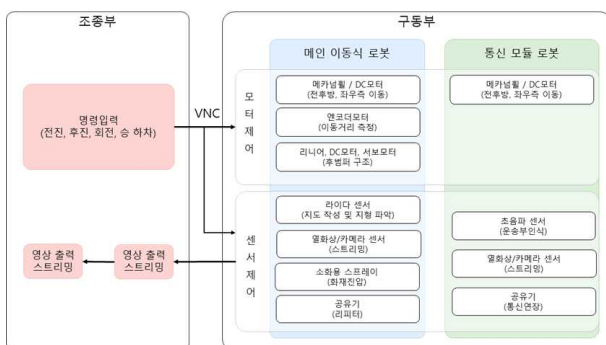 조종부
구동부
메인 이동식 로봇
통신 모듈 로봇
명령입력
(전진, 후진, 회전, 승 하차)
VNC
모터제어
메카넘휠 / DC모터
(전후방, 좌우측 이동)
엔코더모터
(이동거리 측정)
리니어, DC모터, 서보모터
(후범퍼 구조)
메카넘휠 / DC모터
(전후방, 좌우측 이동)
영상 출력
스트리밍
영상 출력
스트리밍
센서제어
라이다 센서
(지도 작성 및 지형 파악)
열화상/카메라 센서
(스트리밍)
소화용 스프레이
(화재진압)
공유기
(리피터)
초음파 센서
(운송부인식)
열화상/카메라 센서
(스트리밍)
공유기
(통신연장)